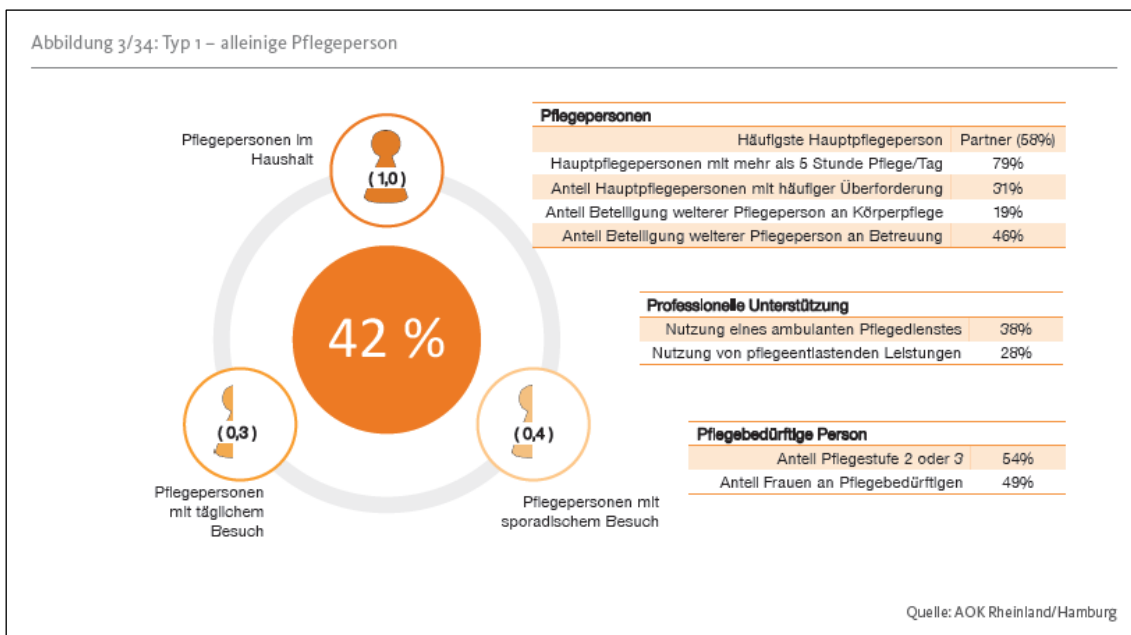 Abbildung 3/34: Typ 1 – alleinige Pflegeperson
Pflegepersonen im
Haushalt
(1,0)
42 %
(0,3)
(0,4)
Pflegepersonen
mit täglichem
Besuch
Pflegepersonen mit
sporadischem Besuch
Pflegepersonen
Häufigste Hauptpflegeperson Partner (58%)
Hauptpflegepersonen mit mehr als 5 Stunde Pflege/Tag 79%
Anteil Hauptpflegepersonen mit häufiger Überforderung 31%
Anteil Beteiligung weiterer Pflegeperson an Körperpflege 19%
Anteil Beteiligung weiterer Pflegeperson an Betreuung 46%
Professionelle Unterstützung
Nutzung eines ambulanten Pflegedienstes 38%
Nutzung von pflegeentlastenden Leistungen 28%
Pflegebedürftige Person
Anteil Pflegestufe 2 oder 3 54%
Anteil Frauen an Pflegebedürftigen 49%
Quelle: AOK Rheinland/Hamburg